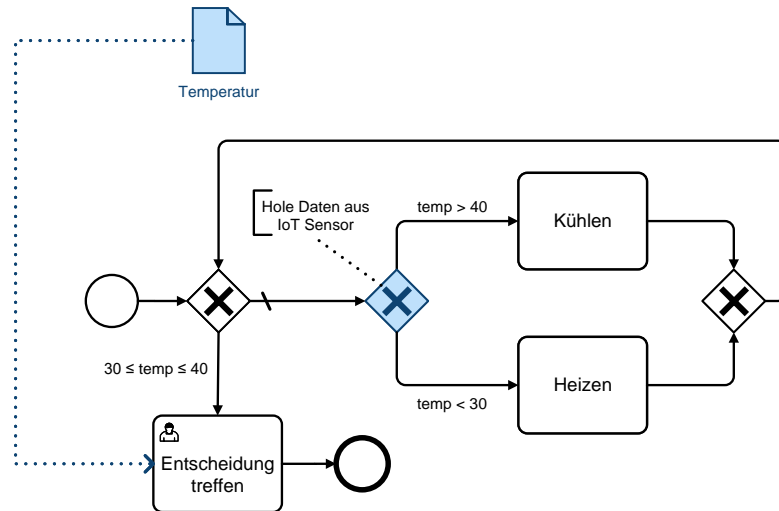 Temperatur
Hole Daten aus
IoT Sensor
temp > 40
Kühlen
30 ≤ temp ≤ 40
temp < 30
Heizen
Entscheidung
treffen